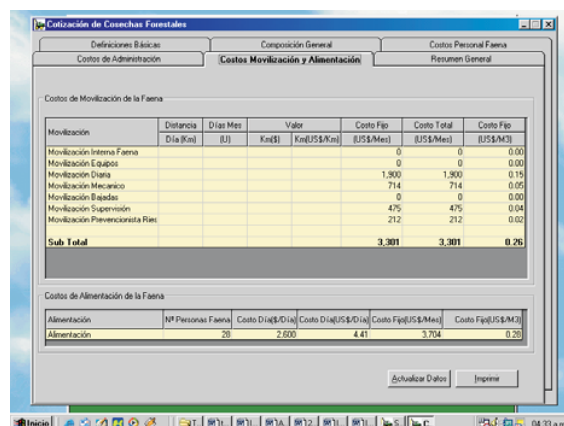 Cotización de Cosechas Forestales
Definiciones Básicas Composición General Costos Personal Faena
Costos de Administración Costos Movilización y Alimentación Resumen General
Costos de Movilización de la Faena
Movilización Distancia Días Mes Valor Costo Fijo Costo Total Costo Fijo
Día (Km) (U) Km($) Km(US$/Km) (US$/Mes) (US$/Mes) (US$/M3)
Movilización Interna Faena 0 0 0.00
Movilización Equipos 0 0 0.00
Movilización Diaria 1,900 1,900 0.15
Movilización Mecanico 714 714 0.05
Movilización Bajadas 0 0 0.00
Movilización Supervisión 475 475 0.04
Movilización Prevencionista Ries 212 212 0.02
Sub Total 3,301 3,301 0.26
Costos de Alimentación de la Faena
Alimentación Nº Personas Faena Costo Día($/Día) Costo Día(US$/Día) Costo Fijo(US$/Mes) Costo Fijo(US$/M3)
Alimentación 28 2,600 4.41 3,704 0.28
Actualizar Datos Imprimir
Inicio 04:33 a.m